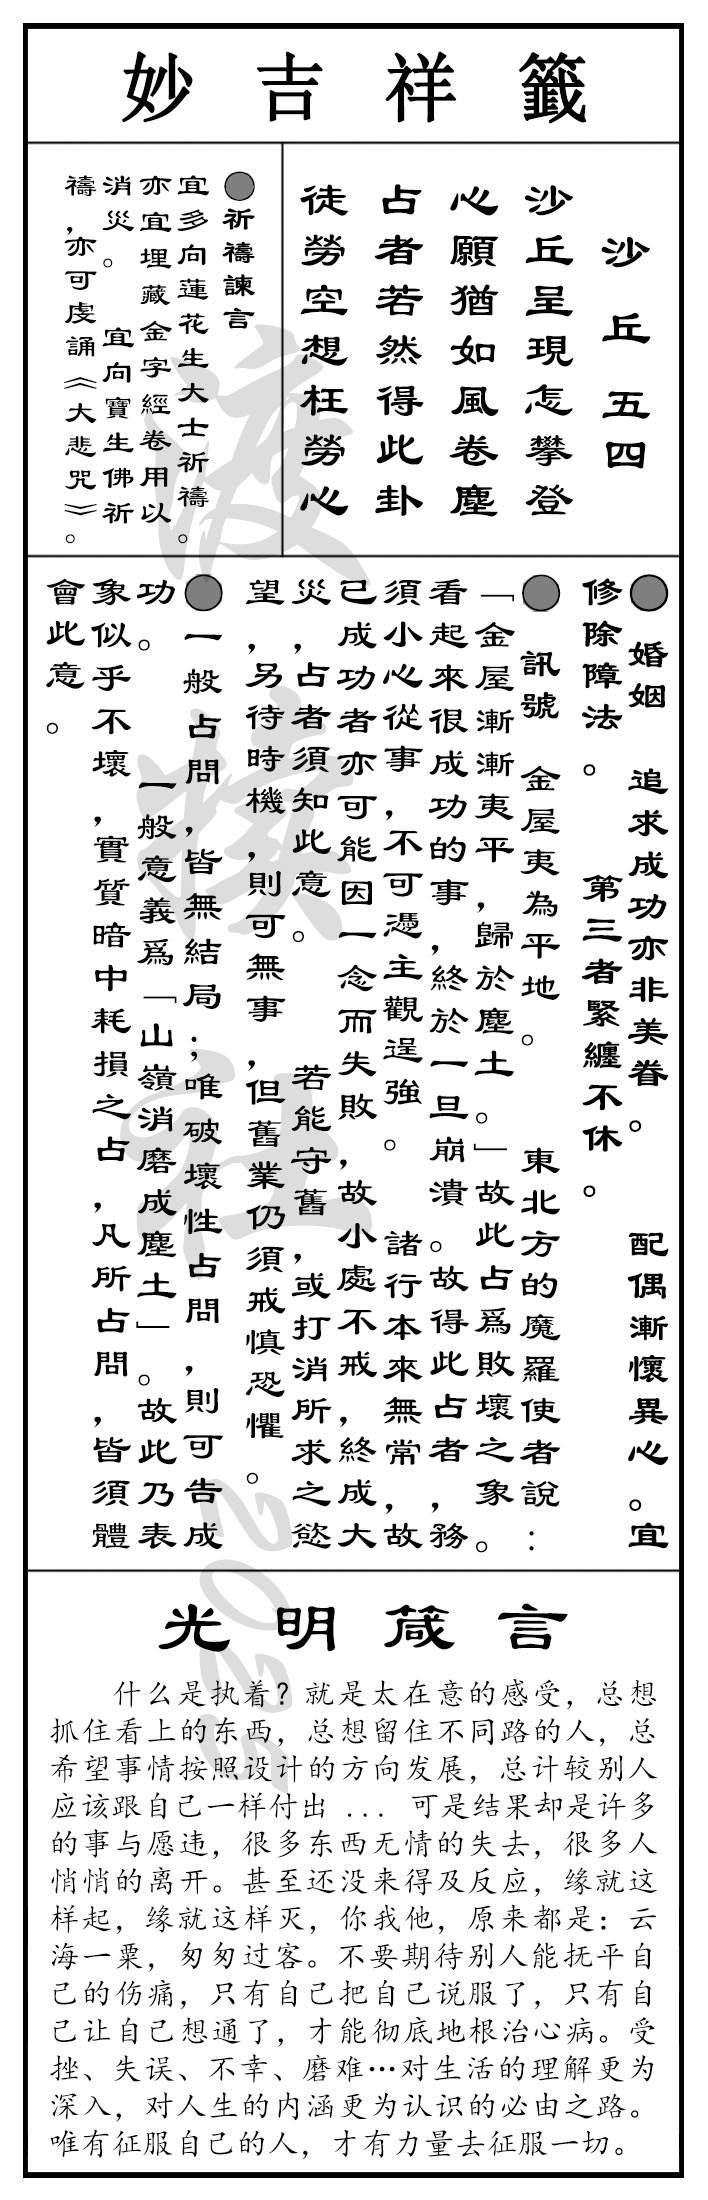 妙吉祥籤
沙丘 五四
沙丘呈現怎攀登
心願猶如風卷塵
占者若然得此卦
徒勞空想枉勞心
●祈禱諫言
宜多向蓮花生大士祈禱。
亦宜埋藏金字經卷用以
消災。 宜向寶生佛祈
禱，亦可虔誦《大悲咒》。
● 婚姻 追求成功亦非美眷。 配偶漸懷異心。宜
修除障法。 第三者緊纏不休。
● 訊號 金屋夷為平地。 東北方的魔羅使者說：
「金屋漸漸夷平，歸於塵土。」故此占爲敗壞之象。
看起來很成功的事，終於一旦崩潰。故得此占者，務
須小心從事，不可憑主觀逞強。 諸行本來無常，故
已成功者亦可能因一念而失敗，故小處不戒，終成大
災，占者須知此意。 若能守舊，或打消所求之慾
望，另待時機，則可無事，但舊業仍須戒慎恐懼。
●一般占問，皆無結局；唯破壞性占問，則可告成
功。 一般意義爲「山嶺消磨成塵土」。故此乃表
象似乎不壞，實質暗中耗損之占，凡所占問，皆須體
會此意。
光明箴言
什么是执着？就是太在意的感受，总想
抓住看上的东西，总想留住不同路的人，总
希望事情按照设计的方向发展，总计较别人
应该跟自己一样付出 ... 可是结果却是许多
的事与愿违，很多东西无情的失去，很多人
悄悄的离开。甚至还没来得及反应，缘就这
样起，缘就这样灭，你我他，原来都是：云
海一粟，匆匆过客。不要期待别人能抚平自
己的伤痛，只有自己把自己说服了，只有自
己让自己想通了，才能彻底地根治心病。受
挫、失误、不幸、磨难…对生活的理解更为
深入，对人生的内涵更为认识的必由之路。
唯有征服自己的人，才有力量去征服一切。